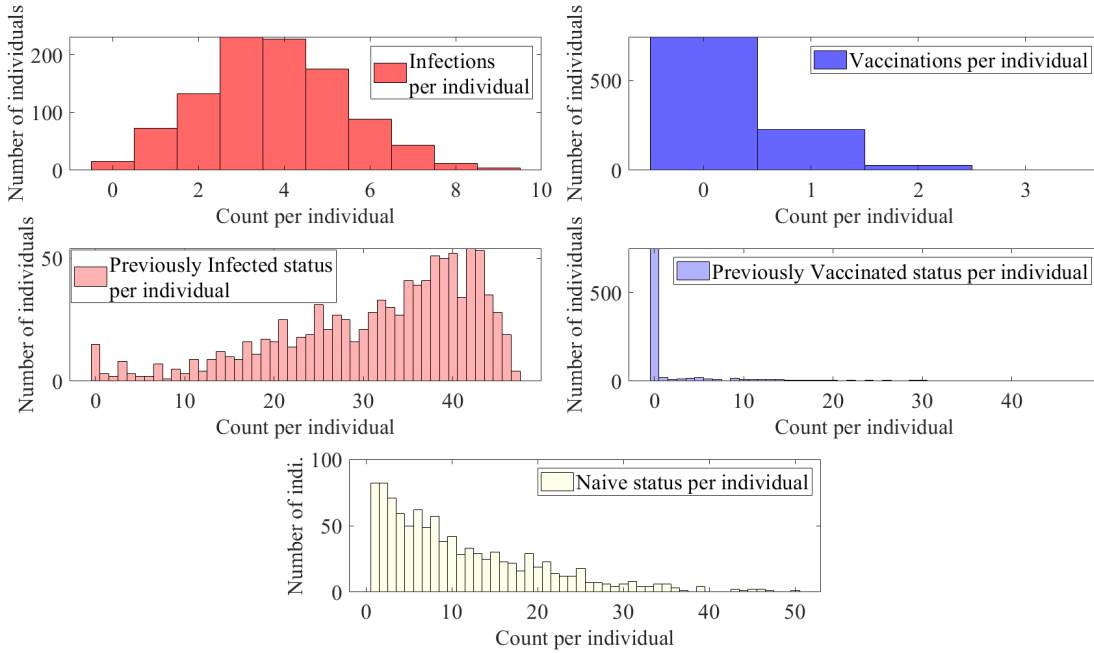 Number of individuals
200
100
0
Infections
per individual
0 2 4 6 8 10
Count per individual
Number of individuals
500
0
Vaccinations per individual
0 1 2 3
Count per individual
Number of individuals
50
0
Previously Infected status
per individual
0 10 20 30 40
Count per individual
Number of individuals
500
0
Previously Vaccinated status per individual
0 10 20 30 40
Count per individual
Number of indi.
100
50
0
Naive status per individual
0 10 20 30 40 50
Count per individual